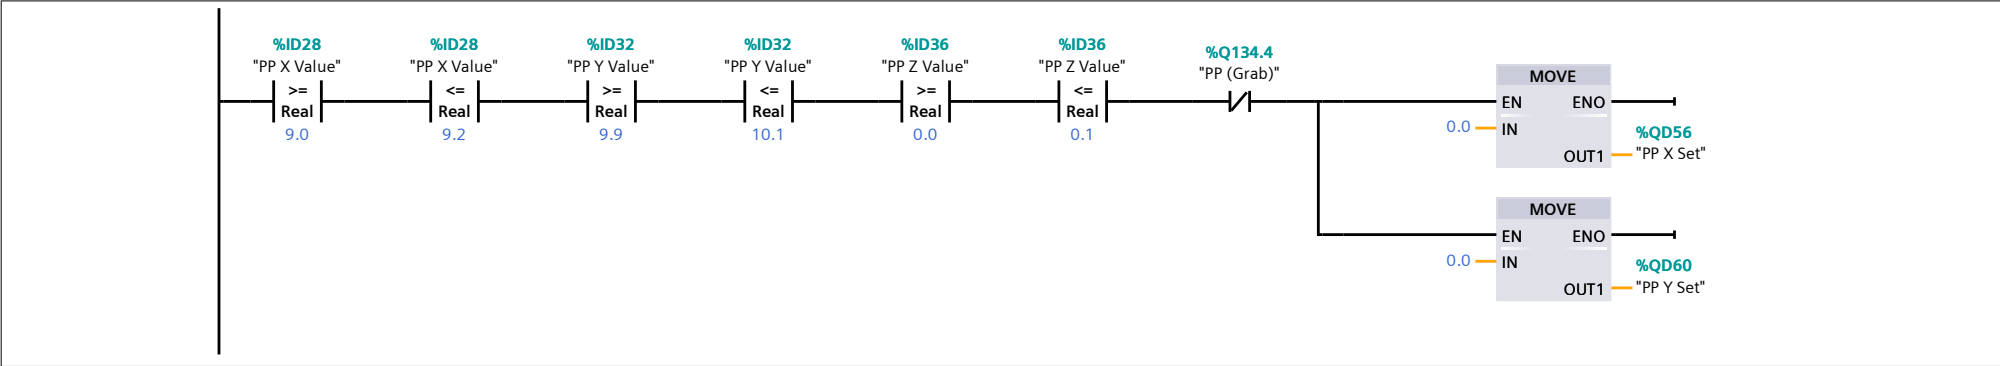 %ID28 %ID28 %ID32 %ID32 %ID36 %ID36 %Q134.4
"PP X Value" "PP X Value" "PP Y Value" "PP Y Value" "PP Z Value" "PP Z Value" "PP (Grab)"
>= <= >= <= >= <=
Real Real Real Real Real Real
9.0 9.2 9.9 10.1 0.0 0.1
MOVE
EN ENO
0.0 IN
%QD56
OUT1 "PP X Set"
MOVE
EN ENO
0.0 IN
%QD60
OUT1 "PP Y Set"